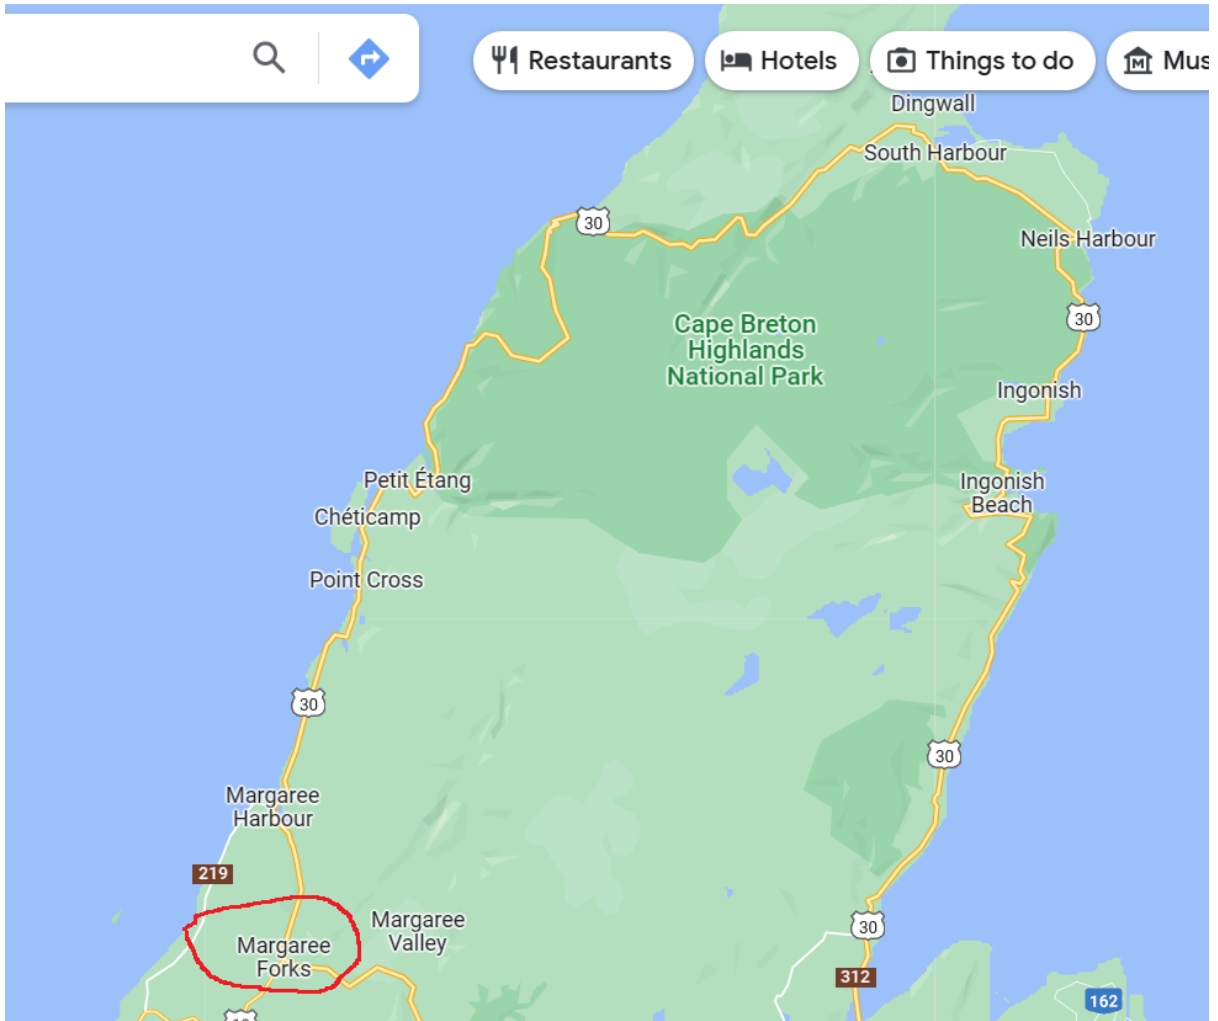 Restaurants
Hotels
Things to do
Mus
Dingwall
South Harbour
30
Neils Harbour
30
Cape Breton
Highlands
National Park
Ingonish
Petit Étang
Ingonish
Beach
Chéticamp
Point Cross
30
30
Margaree
Harbour
219
Margaree
Valley
30
Margaree
Forks
312
162